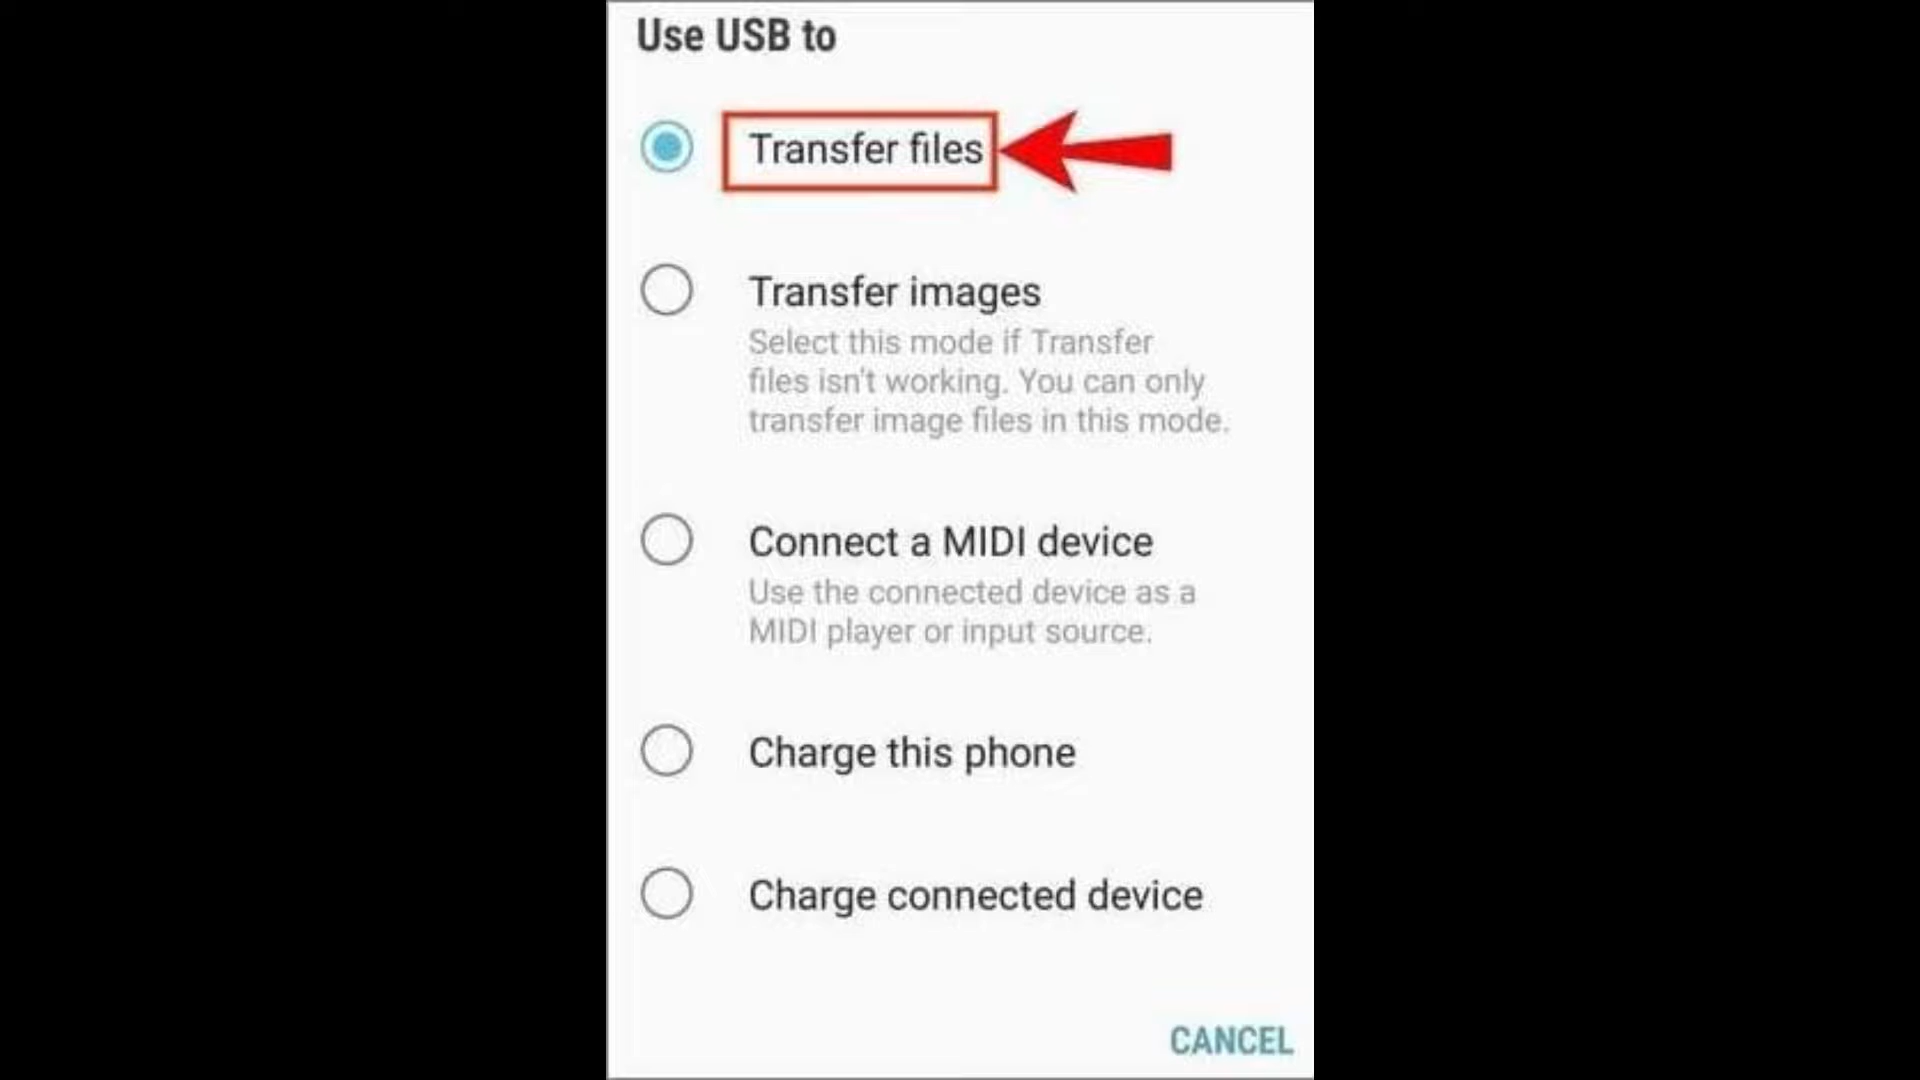 Use USB to
Transfer files
Transfer images
Select this mode if Transfer
files isn't working. You can only
transfer image files in this mode.
Connect a MIDI device
Use the connected device as a
MIDI player or input source.
Charge this phone
Charge connected device
CANCEL